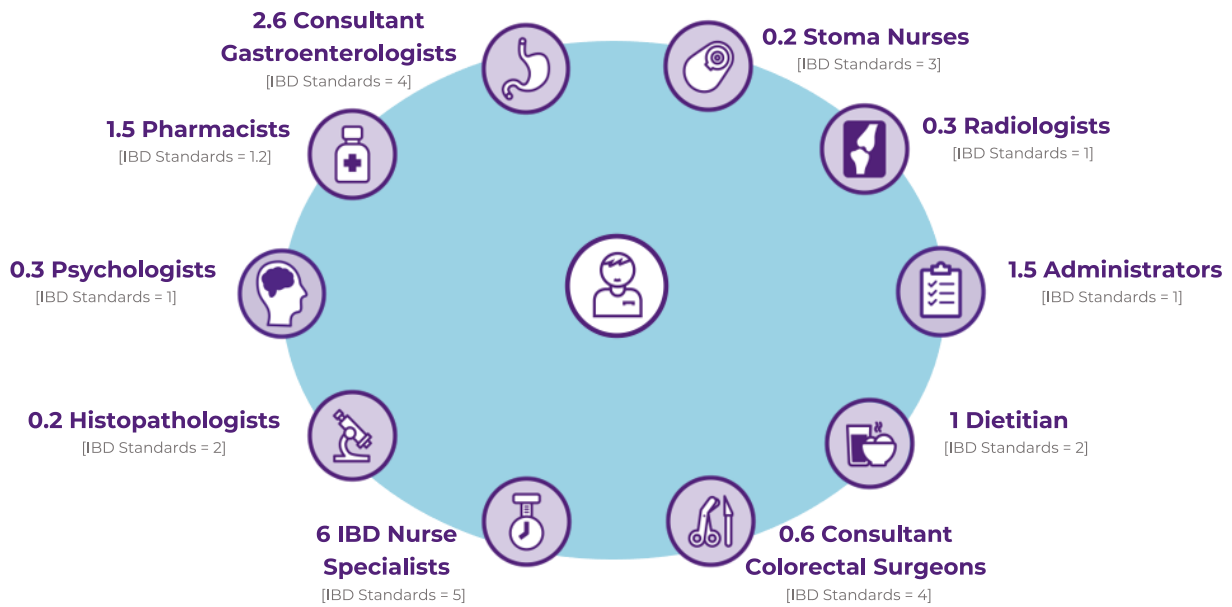 2.6 Consultant
Gastroenterologists
[IBD Standards = 4]
0.2 Stoma Nurses
[IBD Standards = 3]
1.5 Pharmacists
[IBD Standards = 1.2]
0.3 Radiologists
[IBD Standards = 1]
0.3 Psychologists
[IBD Standards = 1]
1.5 Administrators
[IBD Standards = 1]
0.2 Histopathologists
[IBD Standards = 2]
1 Dietitian
[IBD Standards = 2]
6 IBD Nurse
Specialists
[IBD Standards = 5]
0.6 Consultant
Colorectal Surgeons
[IBD Standards = 4]